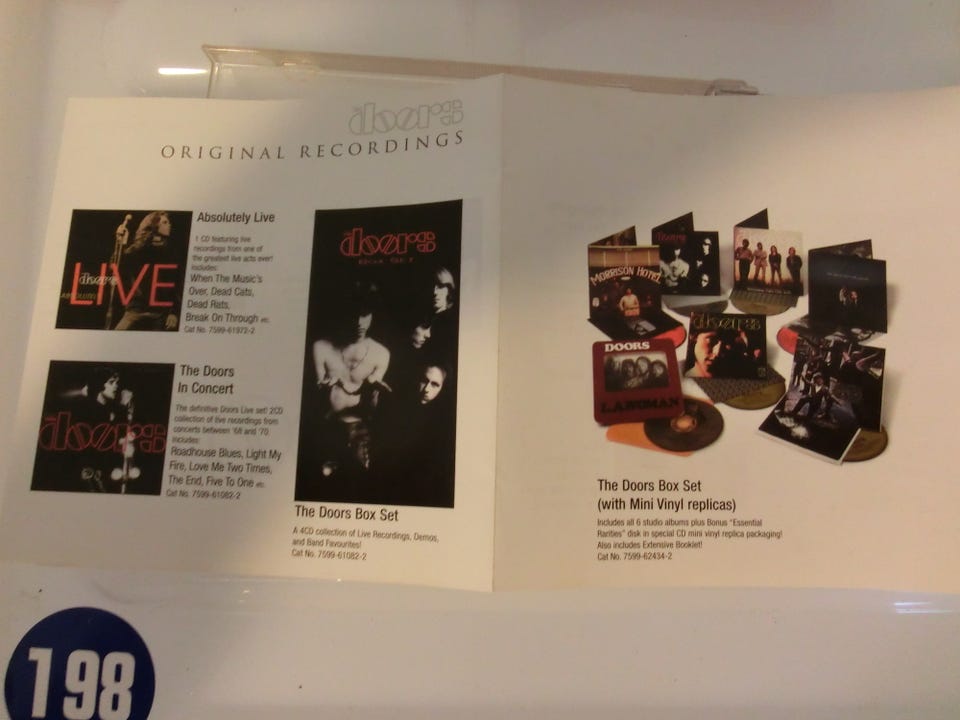 the doors
ORIGINAL RECORDINGS
LIVE
Absolutely Live
1 CD featuring live
recordings from one of
the greatest live acts ever!
Includes:
When The Music's
Over, Dead Cats,
Dead Rats,
Break On Through etc.
Cat No. 7599-61972-2
doors
The Doors
In Concert
The definitive Doors Live set! 2CD
collection of live recordings from
concerts between '68 and '70.
Includes:
Roadhouse Blues, Light My
Fire, Love Me Two Times,
The End, Five To One etc.
Cat No. 7599-61082-2
the doors
BOX SET
The Doors Box Set
A 4CD collection of Live Recordings, Demos,
and Band Favourites!
Cat No. 7599-61082-2
MORRISON HOTEL
doors
DOORS
L.A.WOMAN
The Doors Box Set
(with Mini Vinyl replicas)
Includes all 6 studio albums plus Bonus "Essential
Rarities" disk in special CD mini vinyl replica packaging!
Also includes Extensive Booklet!
Cat No. 7599-62434-2
198